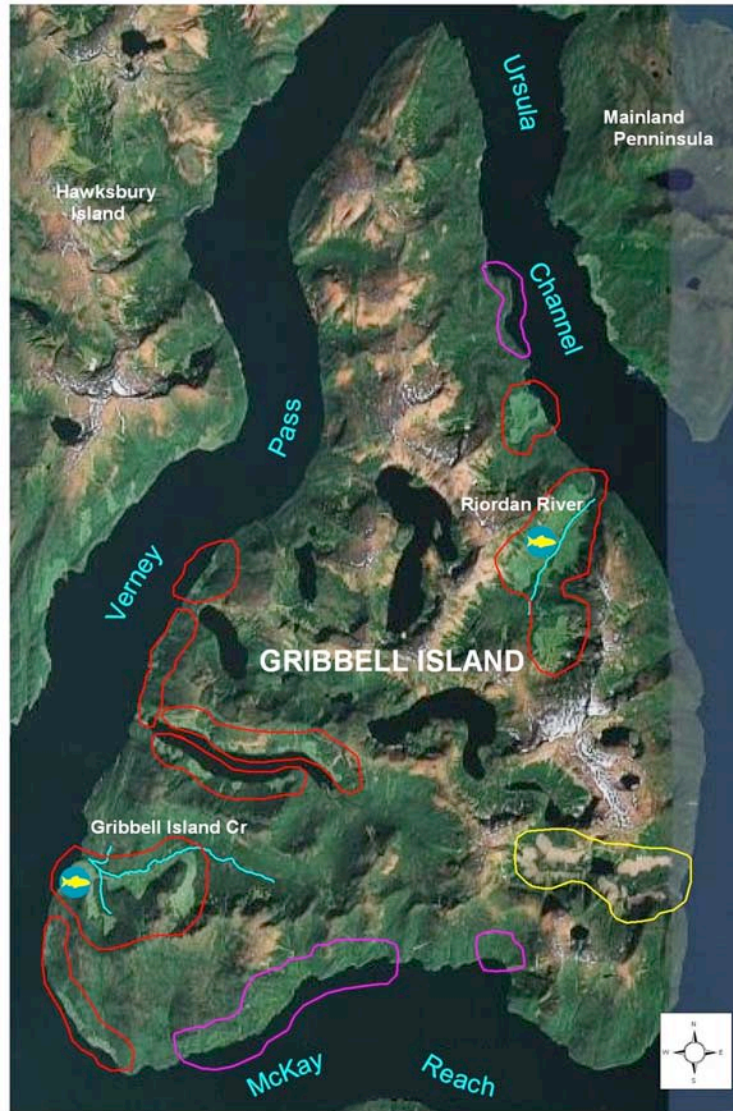 Ursula
Mainland
Penninsula
Hawksbury
Island
Channel
Pass
Riordan River
Verney
GRIBBELL ISLAND
Gribbell Island Cr
McKay
Reach
N
W
E
S